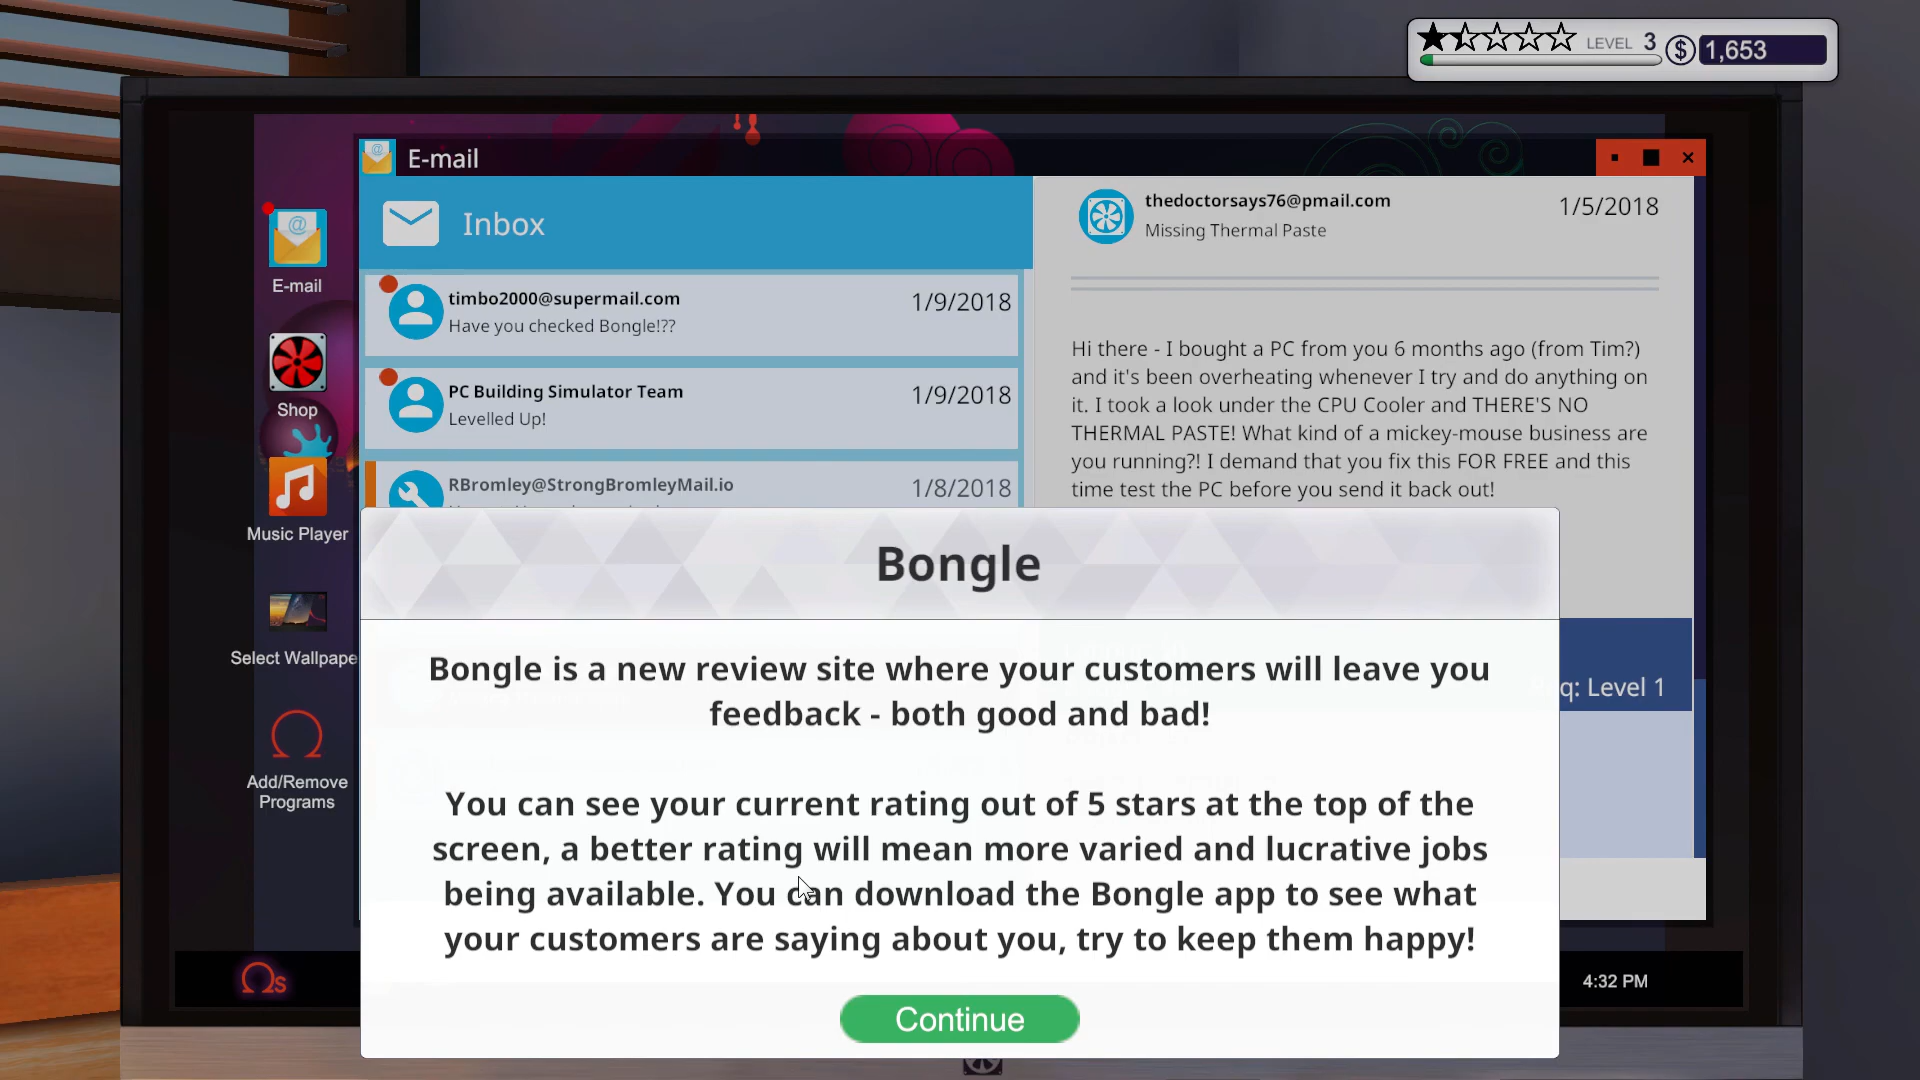 LEVEL 3
$ 1,653
E-mail
Inbox
timbo2000@supermail.com 1/9/2018
Have you checked Bongle!??
PC Building Simulator Team 1/9/2018
Levelled Up!
RBromley@StrongBromleyMail.io 1/8/2018
thedoctorsays76@pmail.com 1/5/2018
Missing Thermal Paste
Hi there - I bought a PC from you 6 months ago (from Tim?)
and it's been overheating whenever I try and do anything on
it. I took a look under the CPU Cooler and THERE'S NO
THERMAL PASTE! What kind of a mickey-mouse business are
you running?! I demand that you fix this FOR FREE and this
time test the PC before you send it back out!
q: Level 1
E-mail
Shop
Music Player
Select Wallpape
Add/Remove
Programs
Bongle
Bongle is a new review site where your customers will leave you
feedback - both good and bad!
You can see your current rating out of 5 stars at the top of the
screen, a better rating will mean more varied and lucrative jobs
being available. You can download the Bongle app to see what
your customers are saying about you, try to keep them happy!
Continue
Ωs
4:32 PM